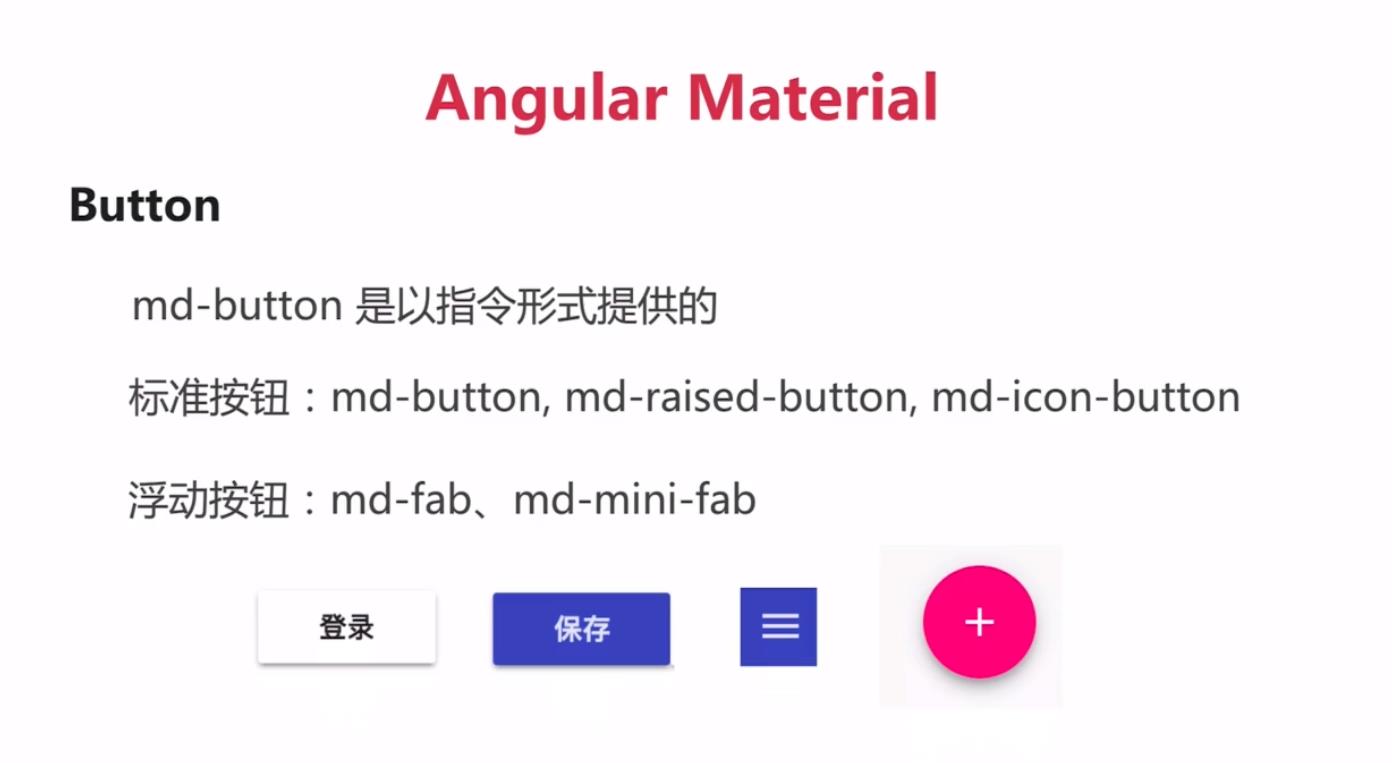 Angular Material
Button
md-button 是以指令形式提供的
标准按钮：md-button, md-raised-button, md-icon-button
浮动按钮：md-fab、md-mini-fab
登录 保存 +